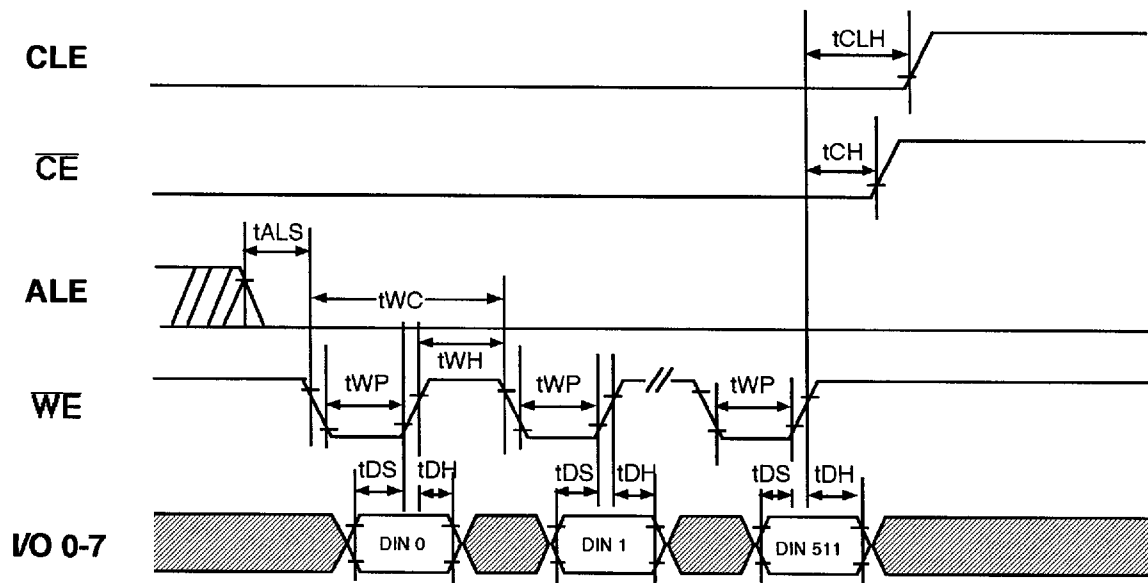 CLE
tCLH
CE
tCH
tALS
ALE
tWC
tWH
WE
tWP
tWP
tWP
tDS
tDH
tDS
tDH
tDS
tDH
I/O 0-7
DIN 0
DIN 1
DIN 511